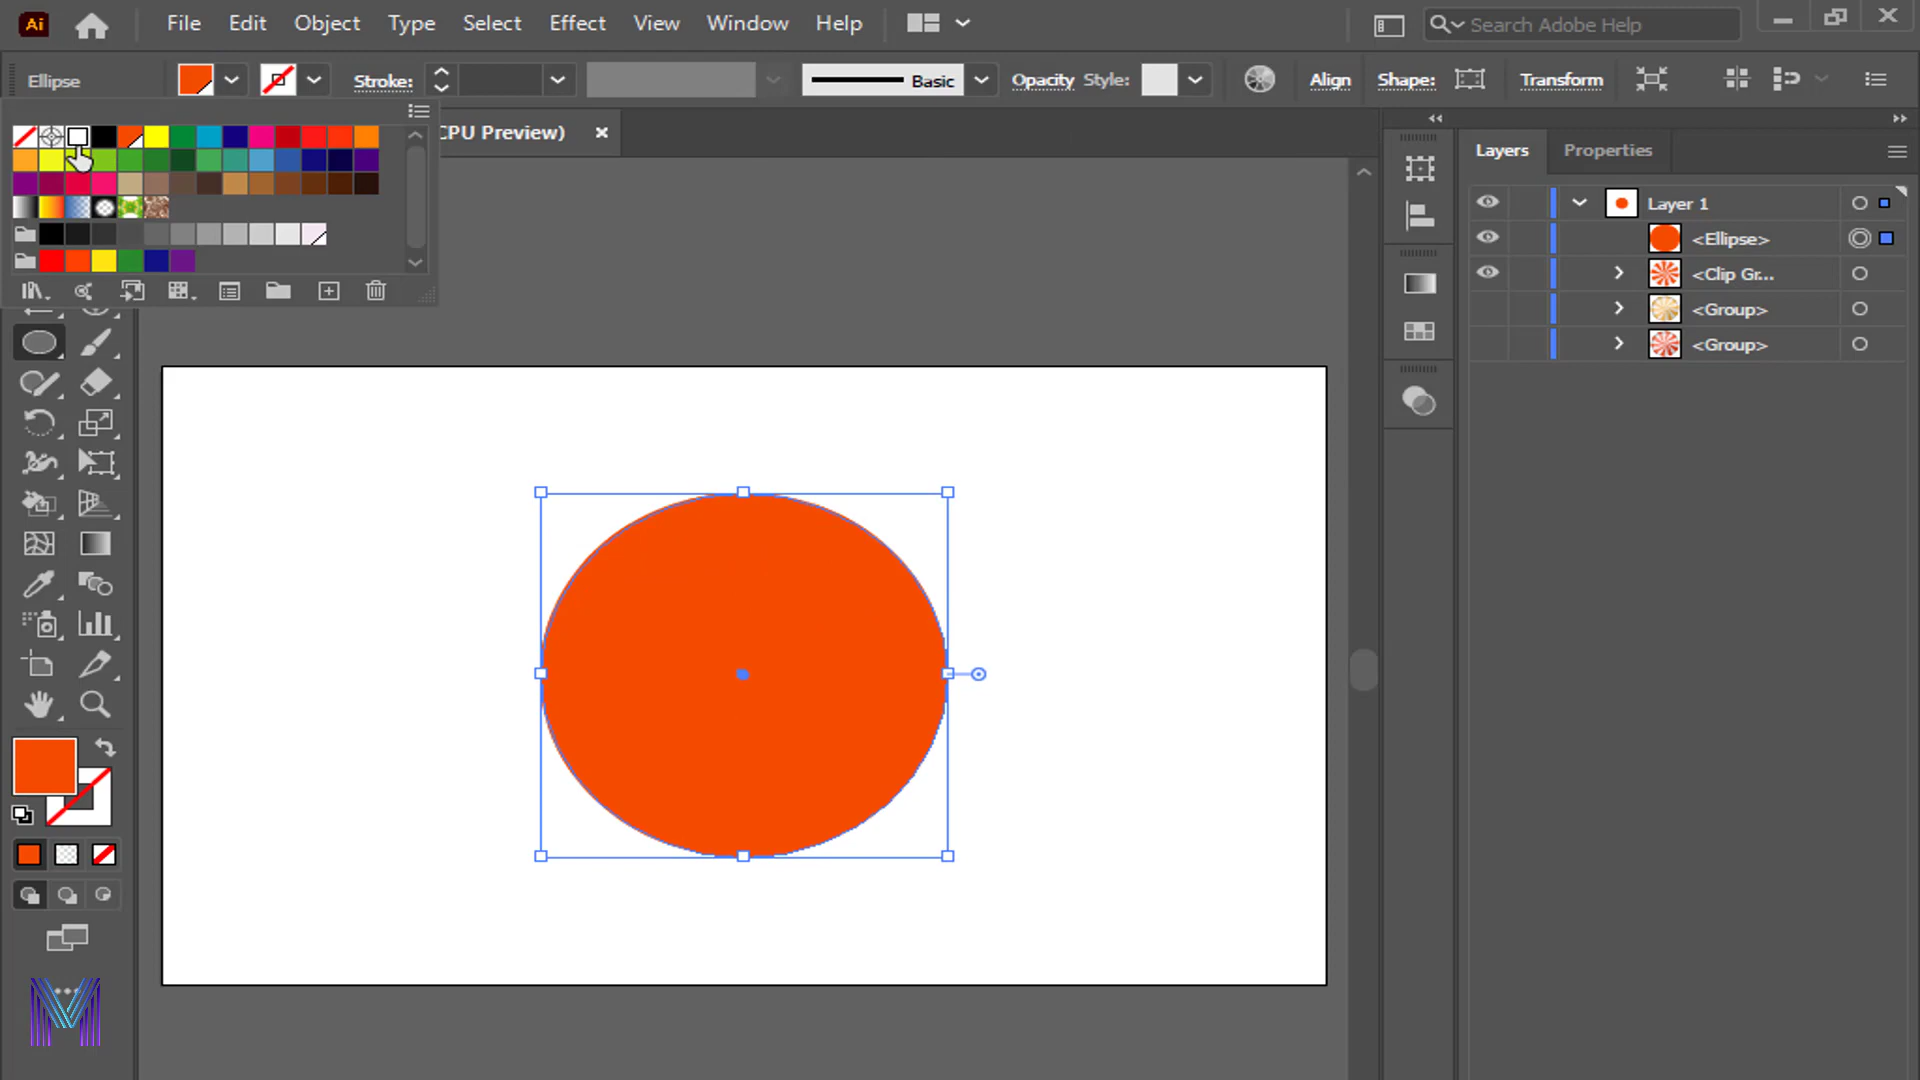 Ai File Edit Object Type Select Effect View Window Help Search Adobe Help
Ellipse Stroke: Basic Opacity Style: Align Shape: Transform
CPU Preview) ×
Layers Properties
Layer 1
<Ellipse>
<Clip Gr...
<Group>
<Group>
M